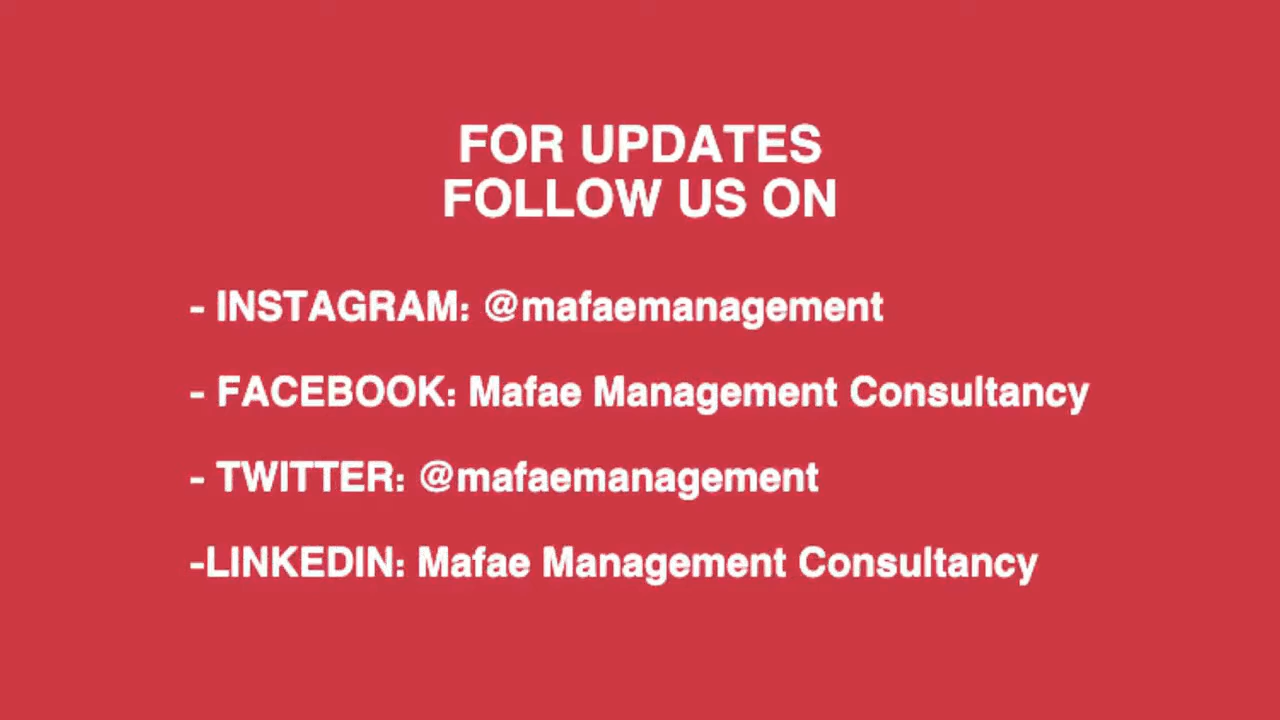 FOR UPDATES
FOLLOW US ON
- INSTAGRAM: @mafaemanagement
- FACEBOOK: Mafae Management Consultancy
- TWITTER: @mafaemanagement
-LINKEDIN: Mafae Management Consultancy